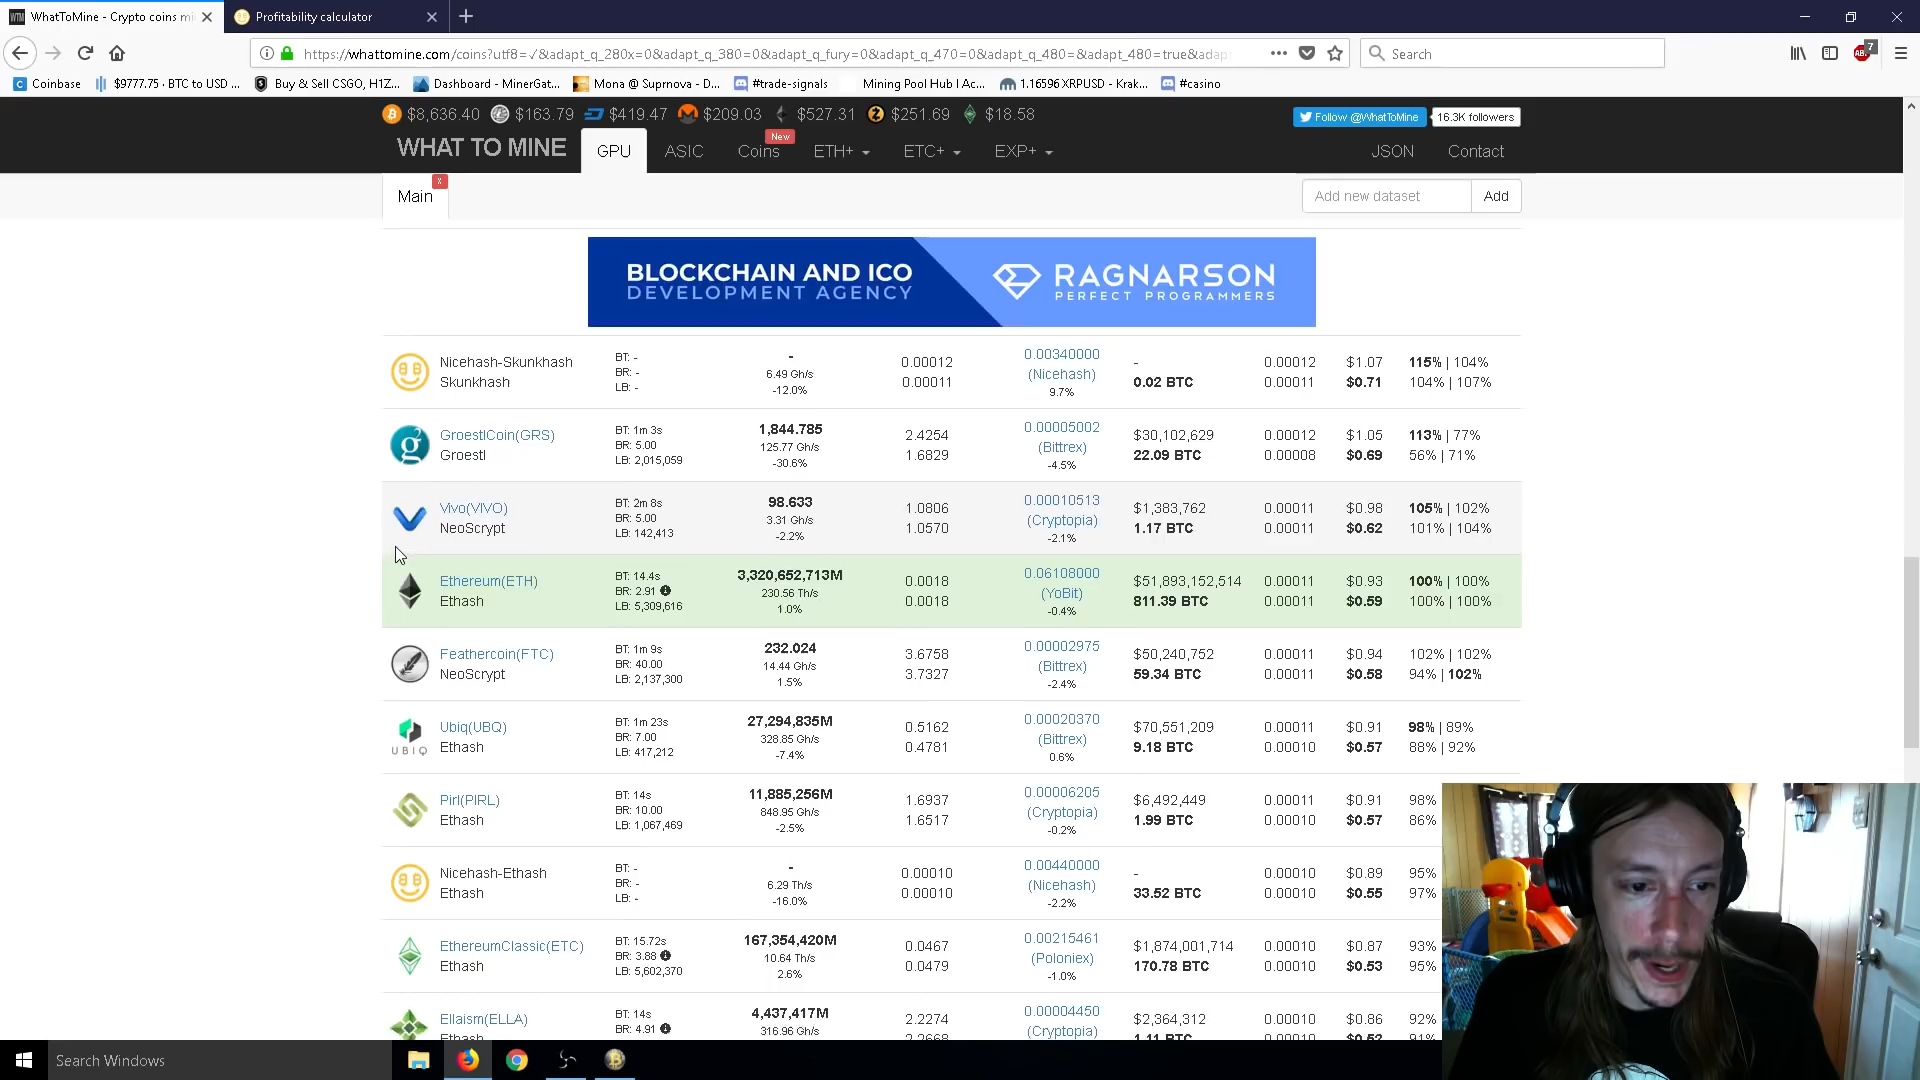 WhatToMine - Crypto coins mi
Profitability calculator
https://whattomine.com/coins?utf8=✓&adapt_q_280x=0&adapt_q_380=0&adapt_q_fury=0&adapt_q_470=0&adapt_q_480=&adapt_480=true&adap
Search
7
Coinbase
$9777.75 · BTC to USD ...
Buy & Sell CSGO, H1Z...
Dashboard - MinerGat...
Mona @ Suprnova - D...
#trade-signals
Mining Pool Hub | Ac...
1.16596 XRPUSD - Krak...
#casino
$8,636.40 $163.79 $419.47 $209.03 $527.31 $251.69 $18.58
Follow @WhatToMine 16.3K followers
WHAT TO MINE GPU ASIC Coins New ETH+ ETC+ EXP+ JSON Contact
Main x
Add new dataset Add
BLOCKCHAIN AND ICO
DEVELOPMENT AGENCY
RAGNARSON
PERFECT PROGRAMMERS
Nicehash-Skunkhash
Skunkhash
BT: -
BR: -
LB: -
-
6.49 Gh/s
-12.0%
0.00012
0.00011
0.00340000
(Nicehash)
9.7%
-
0.02 BTC
0.00012
0.00011
$1.07
$0.71
115% | 104%
104% | 107%
GroestlCoin(GRS)
Groestl
BT: 1m 3s
BR: 5.00
LB: 2,015,059
1,844.785
125.77 Gh/s
-30.6%
2.4254
1.6829
0.00005002
(Bittrex)
-4.5%
$30,102,629
22.09 BTC
0.00012
0.00008
$1.05
$0.69
113% | 77%
56% | 71%
Vivo(VIVO)
NeoScrypt
BT: 2m 8s
BR: 5.00
LB: 142,413
98.633
3.31 Gh/s
-2.2%
1.0806
1.0570
0.00010513
(Cryptopia)
-2.1%
$1,383,762
1.17 BTC
0.00011
0.00011
$0.98
$0.62
105% | 102%
101% | 104%
Ethereum(ETH)
Ethash
BT: 14.4s
BR: 2.91
LB: 5,309,616
3,320,652,713M
230.56 Th/s
1.0%
0.0018
0.0018
0.06108000
(YoBit)
-0.4%
$51,893,152,514
811.39 BTC
0.00011
0.00011
$0.93
$0.59
100% | 100%
100% | 100%
Feathercoin(FTC)
NeoScrypt
BT: 1m 9s
BR: 40.00
LB: 2,137,300
232.024
14.44 Gh/s
1.5%
3.6758
3.7327
0.00002975
(Bittrex)
-2.4%
$50,240,752
59.34 BTC
0.00011
0.00011
$0.94
$0.58
102% | 102%
94% | 102%
UBIQ
Ubiq(UBQ)
Ethash
BT: 1m 23s
BR: 7.00
LB: 417,212
27,294,835M
328.85 Gh/s
-7.4%
0.5162
0.4781
0.00020370
(Bittrex)
0.6%
$70,551,209
9.18 BTC
0.00011
0.00010
$0.91
$0.57
98% | 89%
88% | 92%
Pirl(PIRL)
Ethash
BT: 14s
BR: 10.00
LB: 1,067,469
11,885,256M
848.95 Gh/s
-2.5%
1.6937
1.6517
0.00006205
(Cryptopia)
-0.2%
$6,492,449
1.99 BTC
0.00011
0.00010
$0.91
$0.57
98%
86%
Nicehash-Ethash
Ethash
BT: -
BR: -
LB: -
-
6.29 Th/s
-16.0%
0.00010
0.00010
0.00440000
(Nicehash)
-2.2%
-
33.52 BTC
0.00010
0.00010
$0.89
$0.55
95%
97%
EthereumClassic(ETC)
Ethash
BT: 15.72s
BR: 3.88
LB: 5,602,370
167,354,420M
10.64 Th/s
2.6%
0.0467
0.0479
0.00215461
(Poloniex)
-1.0%
$1,874,001,714
170.78 BTC
0.00010
0.00010
$0.87
$0.53
93%
95%
Ellaism(ELLA)
Ethash
BT: 14s
BR: 4.91
4,437,417M
316.96 Gh/s
2.2274
2.2668
0.00004450
(Cryptopia)
$2,364,312
1.11 BTC
0.00010
0.00010
$0.86
$0.52
92%
91%
Search Windows